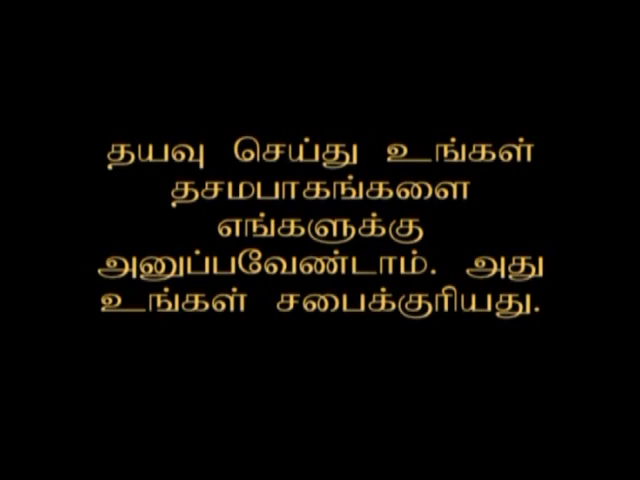 தயவு செய்து உங்கள்
தசமபாகங்களை
எங்களுக்கு
அனுப்பவேண்டாம். அது
உங்கள் சபைக்குரியது.